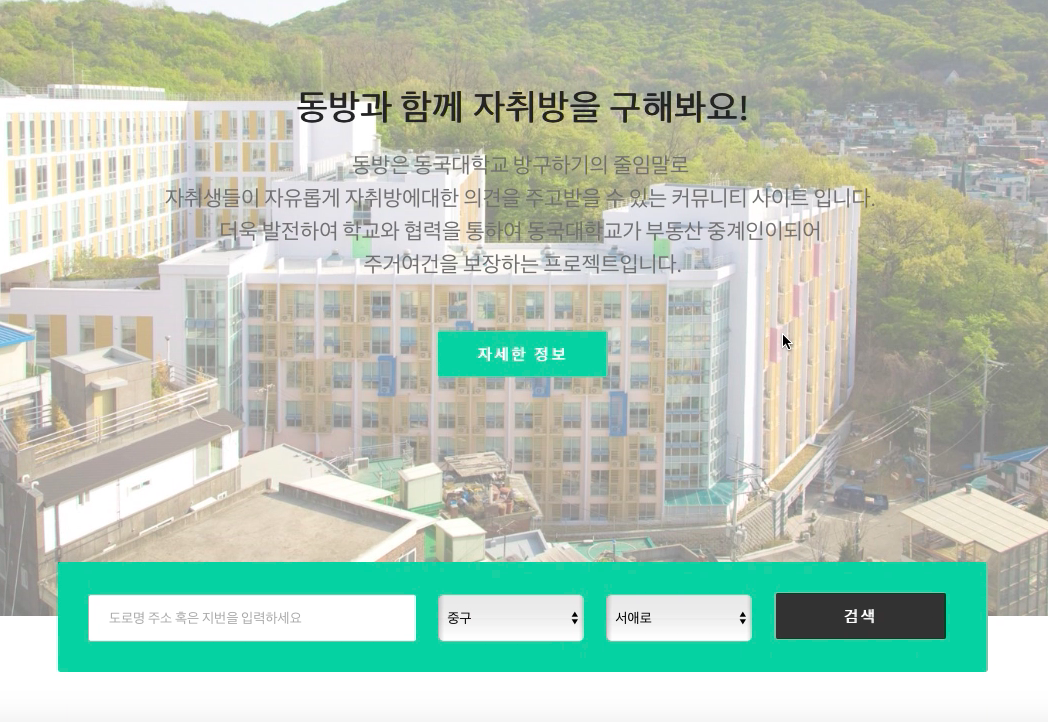 동방과 함께 자취방을 구해봐요!
동방은 동국대학교 방구하기의 줄임말로
자취생들이 자유롭게 자취방에대한 의견을 주고받을 수 있는 커뮤니티 사이트 입니다.
더욱 발전하여 학교와 협력을 통하여 동국대학교가 부동산 중계인이되어
주거여건을 보장하는 프로젝트입니다.
자세한 정보
도로명 주소 혹은 지번을 입력하세요 중구 서애로 검색